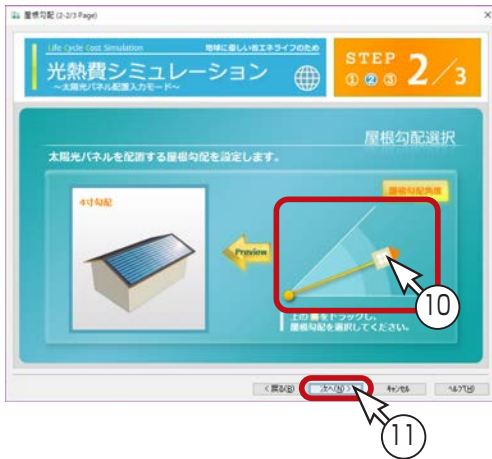 屋根勾配 (2-2/3 Page)
Life Cycle Cost Simulation 地球に優しい省エネライフのため
光熱費シミュレーション
～太陽光パネル配置入力モード～
STEP
① ② ③ 2/3
屋根勾配選択
太陽光パネルを配置する屋根勾配を設定します。
4寸勾配
屋根勾配角度
Preview
10
上の をドラッグし、
屋根勾配を選択してください。
< 戻る(B) 次へ(N) > キャンセル ヘルプ(H)
11